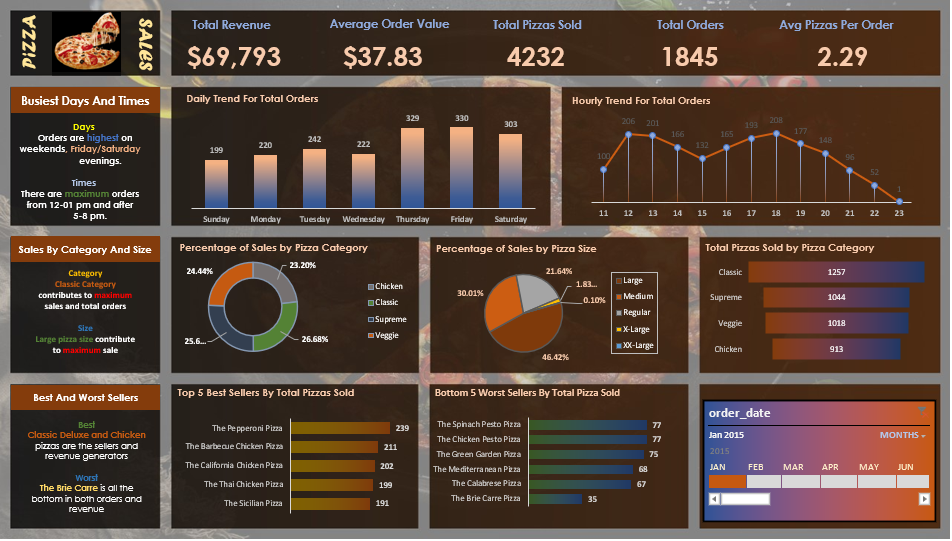 PiZZA
SALES
Total Revenue
$69,793
Average Order Value
$37.83
Total Pizzas Sold
4232
Total Orders
1845
Avg Pizzas Per Order
2.29
Busiest Days And Times
Days
Orders are highest on
weekends, Friday/Saturday
evenings.
Times
There are maximum orders
from 12-01 pm and after
5-8 pm.
Daily Trend For Total Orders
199
220
242
222
329
330
303
Sunday
Monday
Tuesday
Wednesday
Thursday
Friday
Saturday
Hourly Trend For Total Orders
100
206
201
166
132
165
193
208
177
148
96
52
1
11
12
13
14
15
16
17
18
19
20
21
22
23
Sales By Category And Size
Category
Classic Category
contributes to maximum
sales and total orders
Size
Large pizza size contribute
to maximum sale
Percentage of Sales by Pizza Category
24.44%
23.20%
25.6...
26.68%
Chicken
Classic
Supreme
Veggie
Percentage of Sales by Pizza Size
21.64%
1.83...
0.10%
30.01%
46.42%
Large
Medium
Regular
X-Large
XX-Large
Total Pizzas Sold by Pizza Category
Classic 1257
Supreme 1044
Veggie 1018
Chicken 913
Best And Worst Sellers
Best
Classic Deluxe and Chicken
pizzas are the sellers and
revenue generators
Worst
The Brie Carre is all the
bottom in both orders and
revenue
Top 5 Best Sellers By Total Pizzas Sold
The Pepperoni Pizza 239
The Barbecue Chicken Pizza 211
The California Chicken Pizza 202
The Thai Chicken Pizza 199
The Sicilian Pizza 191
Bottom 5 Worst Sellers By Total Pizza Sold
The Spinach Pesto Pizza 77
The Chicken Pesto Pizza 77
The Green Garden Pizza 75
The Mediterranean Pizza 68
The Calabrese Pizza 67
The Brie Carre Pizza 35
order_date
Jan 2015 MONTHS
2015
JAN FEB MAR APR MAY JUN